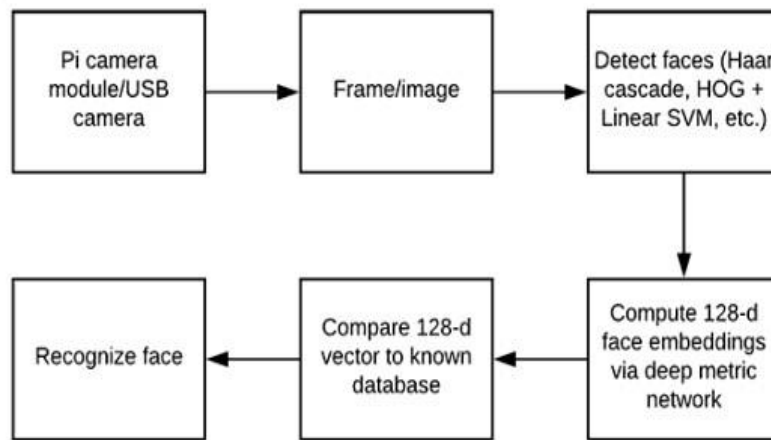 Pi camera
module/USB
camera
Frame/image
Detect faces (Haar
cascade, HOG +
Linear SVM, etc.)
Compute 128-d
face embeddings
via deep metric
network
Compare 128-d
vector to known
database
Recognize face